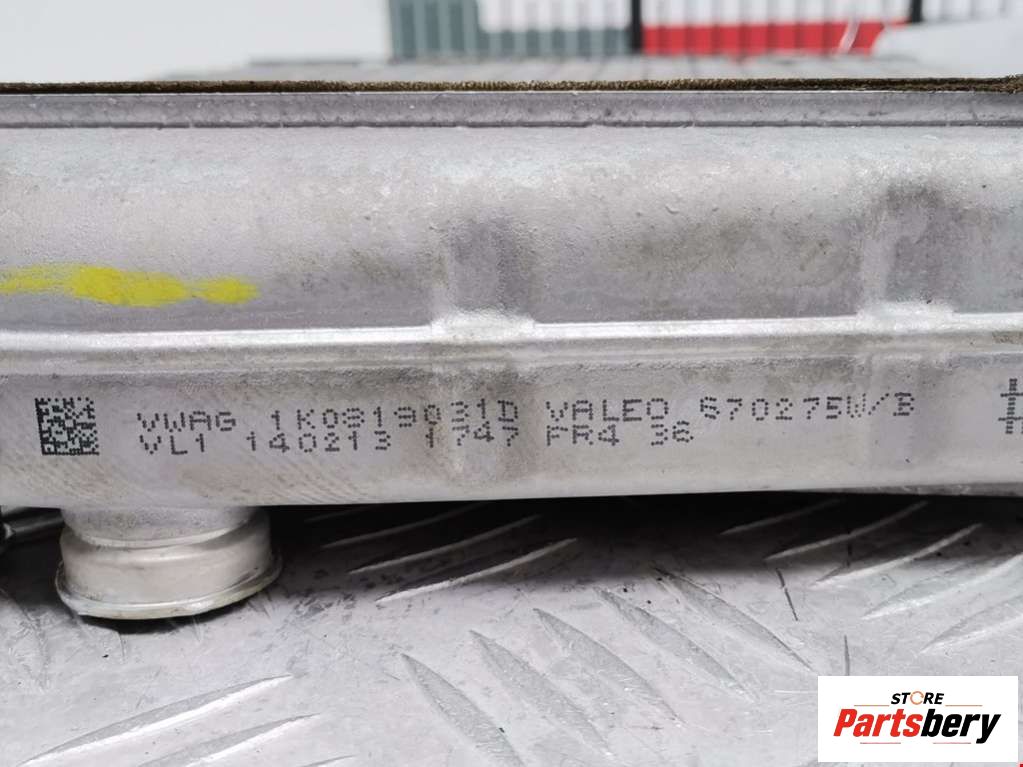 VWAG 1K0819031D VALEO 670275W/B
VL1 140213 1747 FR4 36
STORE
Partsbery